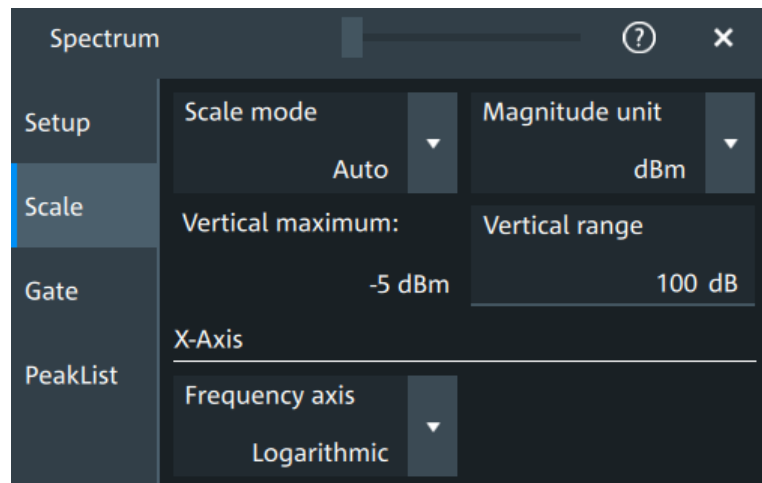 Spectrum ? ×
Setup
Scale
Gate
PeakList
Scale mode
Auto
Magnitude unit
dBm
Vertical maximum:
-5 dBm
Vertical range
100 dB
X-Axis
Frequency axis
Logarithmic